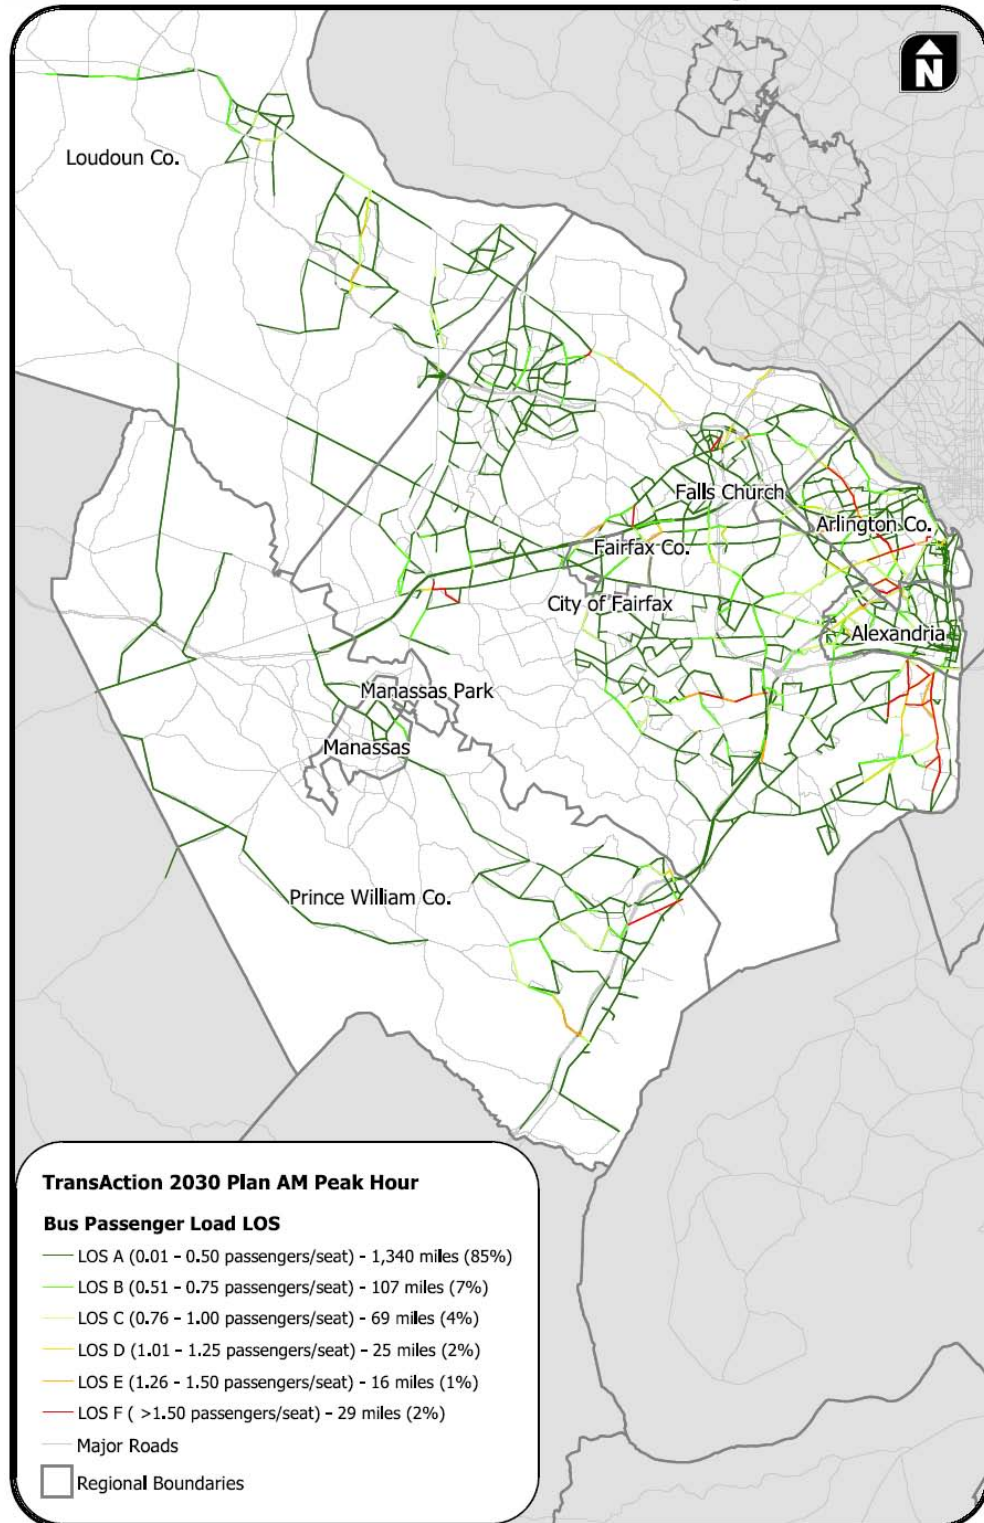 N
Loudoun Co.
Falls Church
Arlington Co.
Fairfax Co.
City of Fairfax
Alexandria
Manassas Park
Manassas
Prince William Co.
TransAction 2030 Plan AM Peak Hour
Bus Passenger Load LOS
LOS A (0.01 - 0.50 passengers/seat) - 1,340 miles (85%)
LOS B (0.51 - 0.75 passengers/seat) - 107 miles (7%)
LOS C (0.76 - 1.00 passengers/seat) - 69 miles (4%)
LOS D (1.01 - 1.25 passengers/seat) - 25 miles (2%)
LOS E (1.26 - 1.50 passengers/seat) - 16 miles (1%)
LOS F ( >1.50 passengers/seat) - 29 miles (2%)
Major Roads
Regional Boundaries